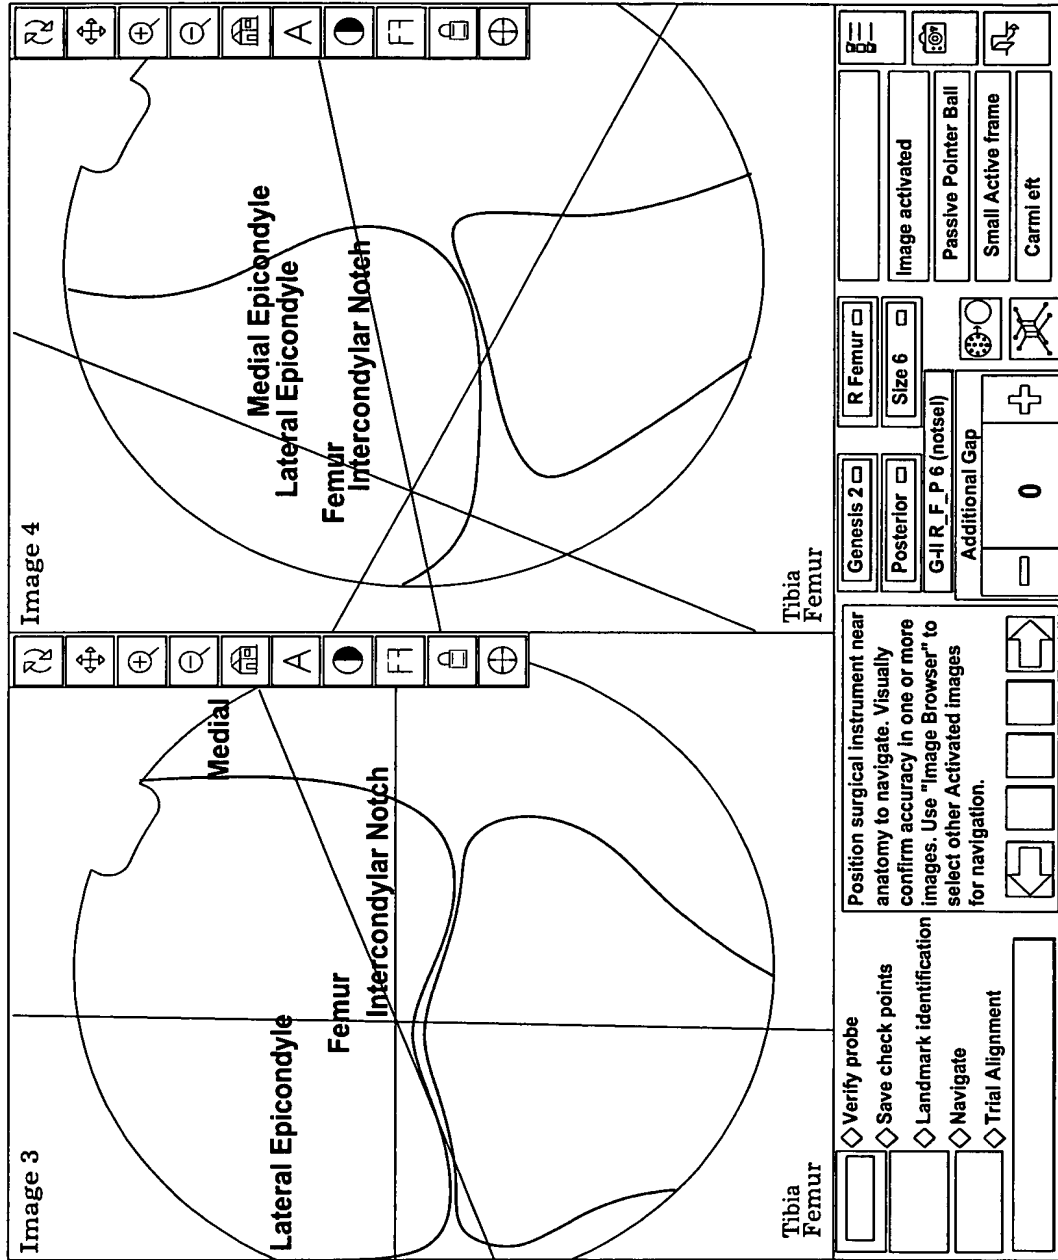 Image 3
Medial
Lateral Epicondyle
Femur
Intercondylar Notch
Tibia
Femur
Image 4
A
Medial Epicondyle
Lateral Epicondyle
Femur
Intercondylar Notch
Tibia
Femur
A
Verify probe
Save check points
Landmark identification
Navigate
Trial Alignment
Position surgical instrument near
anatomy to navigate. Visually
confirm accuracy in one or more
images. Use "Image Browser" to
select other Activated images
for navigation.
Genesis 2
R Femur
Posterior
Size 6
G-II R_F_P 6 (notsel)
Additional Gap
0
Image activated
Passive Pointer Ball
Small Active frame
Carmi eft